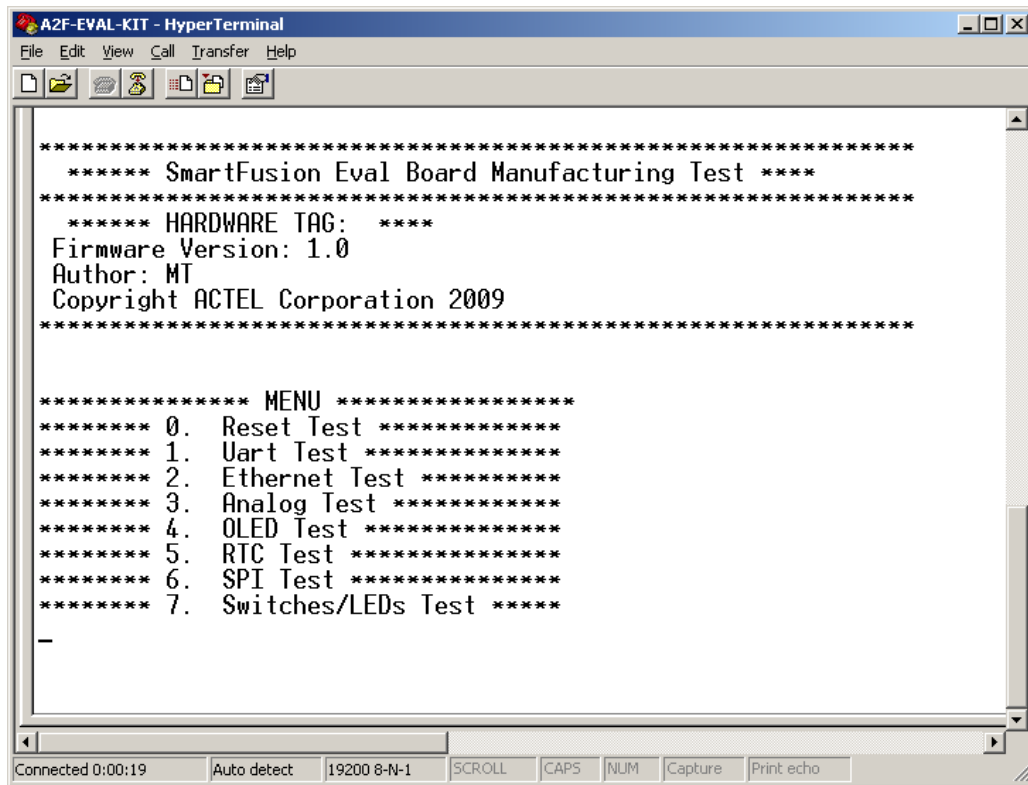 A2F-EVAL-KIT - HyperTerminal
File Edit View Call Transfer Help
**************************************************************
****** SmartFusion Eval Board Manufacturing Test ****
**************************************************************
****** HARDWARE TAG:  ****
Firmware Version: 1.0
Author: MT
Copyright ACTEL Corporation 2009
**************************************************************
*************** MENU *****************
******** 0.  Reset Test *************
******** 1.  Uart Test **************
******** 2.  Ethernet Test **********
******** 3.  Analog Test ************
******** 4.  OLED Test **************
******** 5.  RTC Test ***************
******** 6.  SPI Test ***************
******** 7.  Switches/LEDs Test *****
_
Connected 0:00:19 Auto detect 19200 8-N-1 SCROLL CAPS NUM Capture Print echo